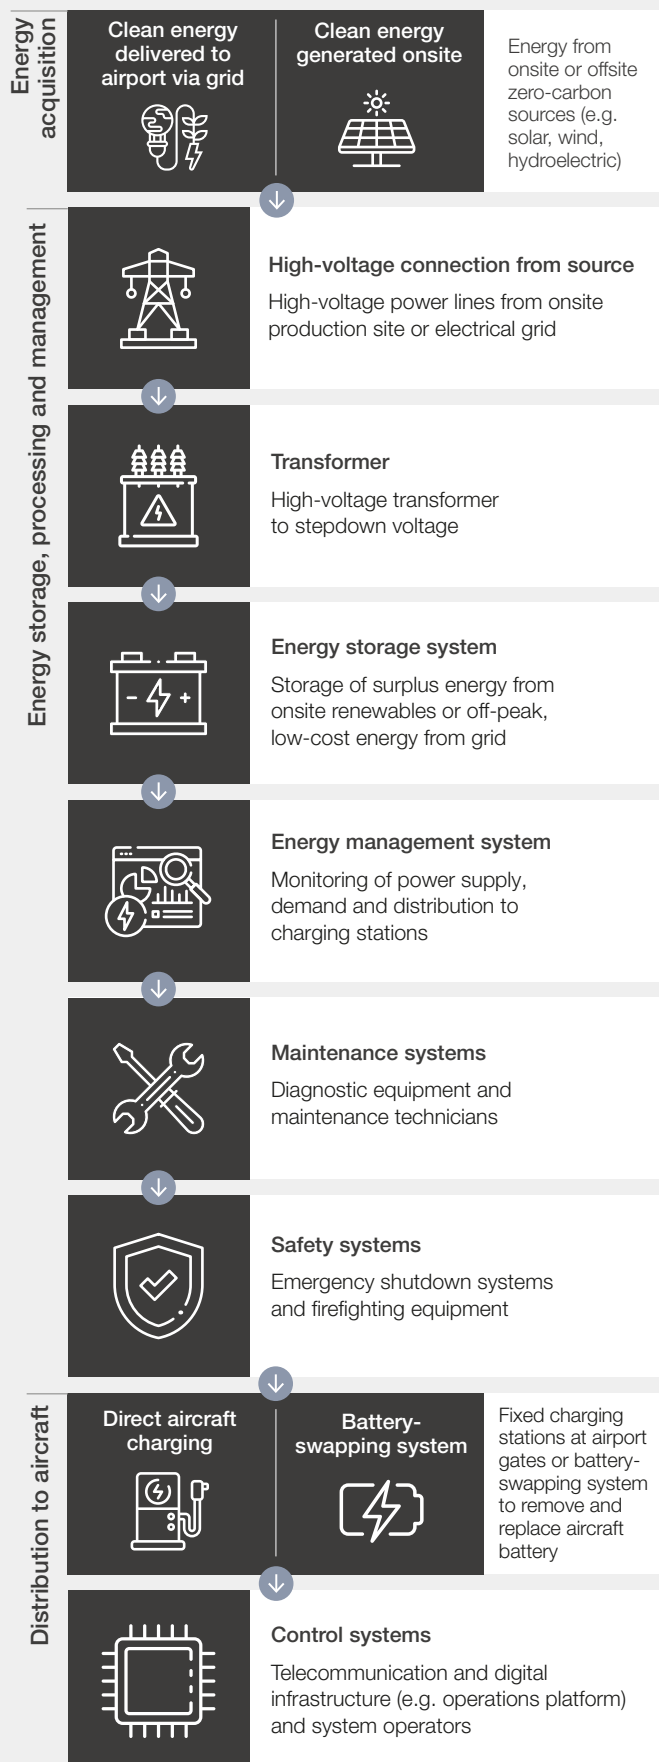 Energy
acquisition
Clean energy
delivered to
airport via grid
Clean energy
generated onsite
Energy from
onsite or offsite
zero-carbon
sources (e.g.
solar, wind,
hydroelectric)
Energy storage, processing and management
High-voltage connection from source
High-voltage power lines from onsite
production site or electrical grid
Transformer
High-voltage transformer
to stepdown voltage
Energy storage system
Storage of surplus energy from
onsite renewables or off-peak,
low-cost energy from grid
Energy management system
Monitoring of power supply,
demand and distribution to
charging stations
Maintenance systems
Diagnostic equipment and
maintenance technicians
Safety systems
Emergency shutdown systems
and firefighting equipment
Distribution to aircraft
Direct aircraft
charging
Battery-
swapping system
Fixed charging
stations at airport
gates or battery-
swapping system
to remove and
replace aircraft
battery
Control systems
Telecommunication and digital
infrastructure (e.g. operations platform)
and system operators